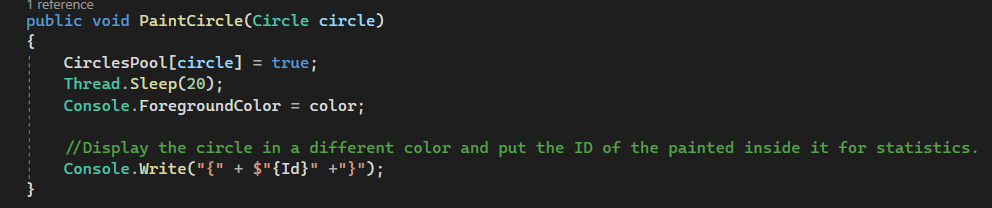 1 reference
public void PaintCircle(Circle circle)
{
CirclesPool[circle] = true;
Thread.Sleep(20);
Console.ForegroundColor = color;
//Display the circle in a different color and put the ID of the painted inside it for statistics.
Console.Write("{" + $"{Id}" +"}");
}